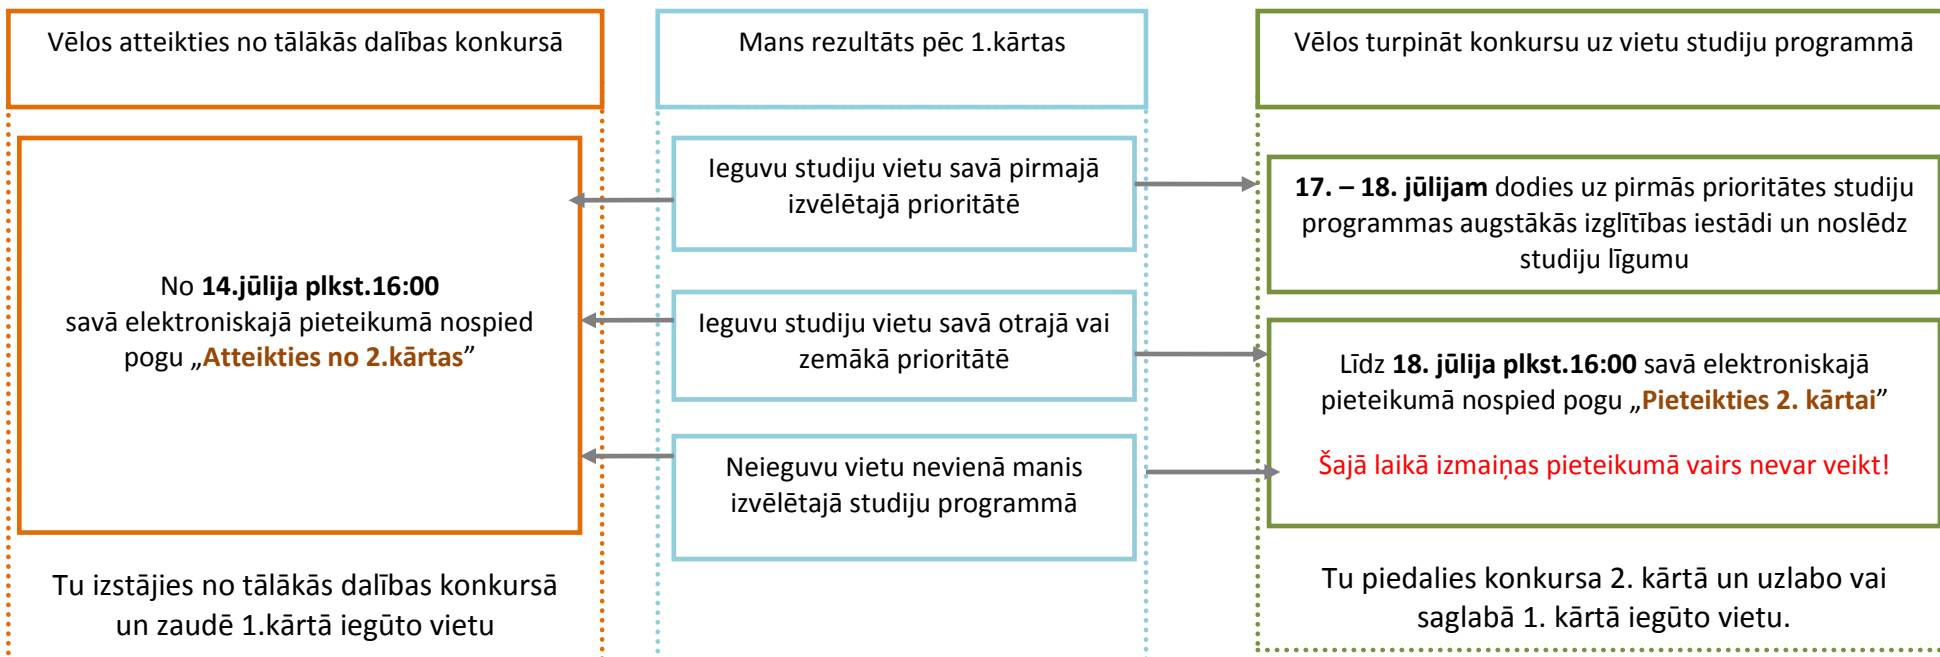 Vēlos atteikties no tālākās dalības konkursā
No 14.jūlija plkst.16:00
savā elektroniskajā pieteikumā nospied
pogu „Atteikties no 2.kārtas”
Tu izstājies no tālākās dalības konkursā
un zaudē 1.kārtā iegūto vietu
Mans rezultāts pēc 1.kārtas
Ieguvu studiju vietu savā pirmajā
izvēlētajā prioritātē
Ieguvu studiju vietu savā otrajā vai
zemākā prioritātē
Neieguvu vietu nevienā manis
izvēlētajā studiju programmā
Vēlos turpināt konkursu uz vietu studiju programmā
17. – 18. jūlijam dodies uz pirmās prioritātes studiju
programmas augstākās izglītības iestādi un noslēdz
studiju līgumu
Līdz 18. jūlija plkst.16:00 savā elektroniskajā
pieteikumā nospied pogu „Pieteikties 2. kārtai”
Šajā laikā izmaiņas pieteikumā vairs nevar veikt!
Tu piedalies konkursa 2. kārtā un uzlabo vai
saglabā 1. kārtā iegūto vietu.